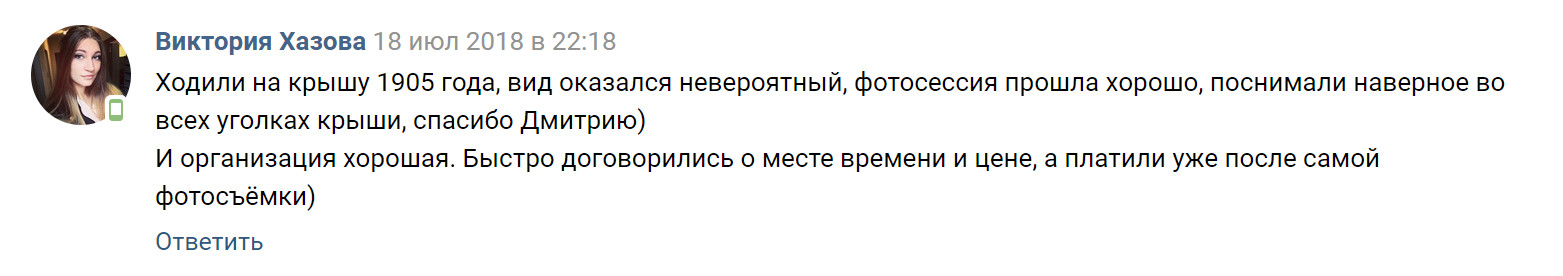 Виктория Хазова 18 июл 2018 в 22:18
Ходили на крышу 1905 года, вид оказался невероятный, фотосессия прошла хорошо, поснимали наверное во
всех уголках крыши, спасибо Дмитрию)
И организация хорошая. Быстро договорились о месте времени и цене, а платили уже после самой
фотосъёмки)
Ответить